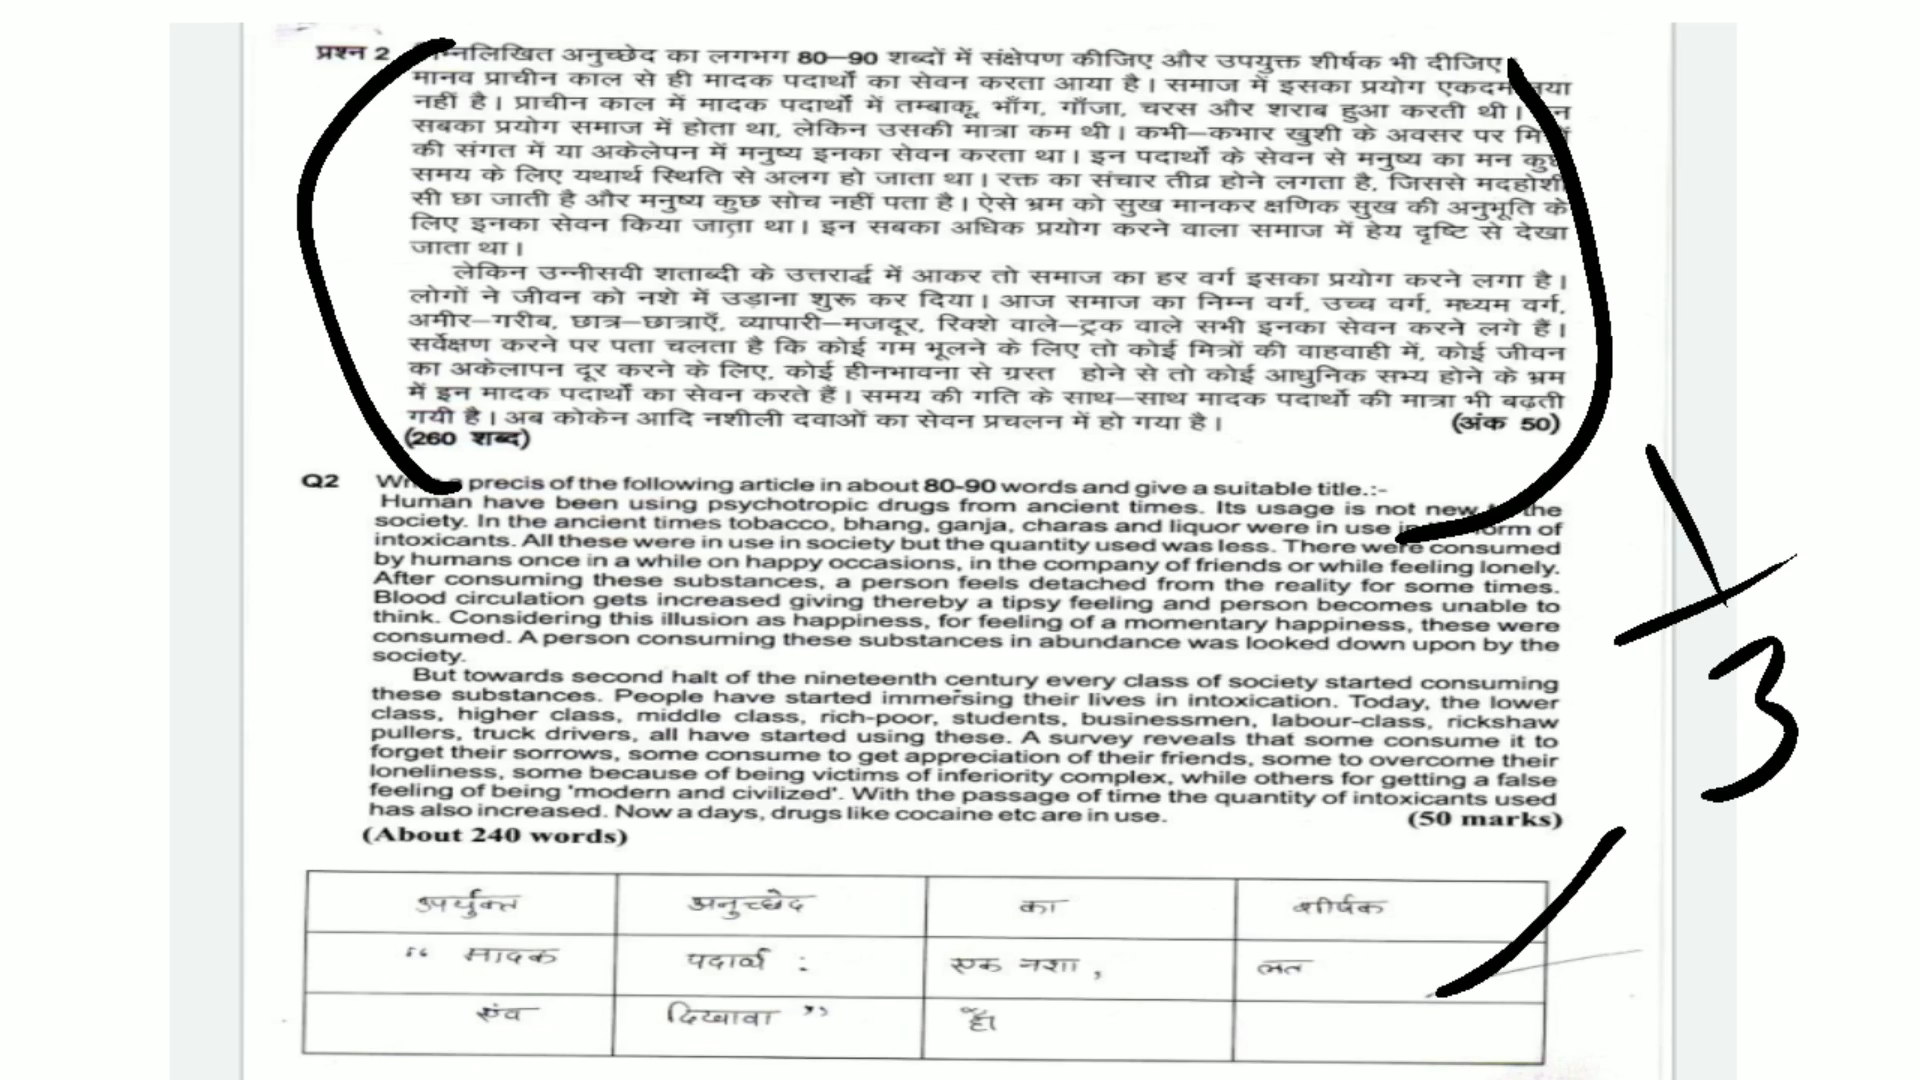 प्रश्न 2 निम्नलिखित अनुच्छेद का लगभग 80–90 शब्दों में संक्षेपण कीजिए और उपयुक्त शीर्षक भी दीजिए
मानव प्राचीन काल से ही मादक पदार्थों का सेवन करता आया है। समाज में इसका प्रयोग एकदम नया
नहीं है। प्राचीन काल में मादक पदार्थों में तम्बाकू, भाँग, गाँजा, चरस और शराब हुआ करती थी। इन
सबका प्रयोग समाज में होता था, लेकिन उसकी मात्रा कम थी। कभी–कभार खुशी के अवसर पर मित्रों
की संगत में या अकेलेपन में मनुष्य इनका सेवन करता था। इन पदार्थों के सेवन से मनुष्य का मन कुछ
समय के लिए यथार्थ स्थिति से अलग हो जाता था। रक्त का संचार तीव्र होने लगता है, जिससे मदहोशी
सी छा जाती है और मनुष्य कुछ सोच नहीं पता है। ऐसे भ्रम को सुख मानकर क्षणिक सुख की अनुभूति के
लिए इनका सेवन किया जाता था। इन सबका अधिक प्रयोग करने वाला समाज में हेय दृष्टि से देखा
जाता था।
लेकिन उन्नीसवी शताब्दी के उत्तरार्द्ध में आकर तो समाज का हर वर्ग इसका प्रयोग करने लगा है।
लोगों ने जीवन को नशे में उड़ाना शुरू कर दिया। आज समाज का निम्न वर्ग, उच्च वर्ग, मध्यम वर्ग,
अमीर–गरीब, छात्र–छात्राएँ, व्यापारी–मजदूर, रिक्शे वाले–ट्रक वाले सभी इनका सेवन करने लगे हैं।
सर्वेक्षण करने पर पता चलता है कि कोई गम भूलने के लिए तो कोई मित्रों की वाहवाही में, कोई जीवन
का अकेलापन दूर करने के लिए, कोई हीनभावना से ग्रस्त होने से तो कोई आधुनिक सभ्य होने के भ्रम
में इन मादक पदार्थों का सेवन करते हैं। समय की गति के साथ–साथ मादक पदार्थो की मात्रा भी बढ़ती
गयी है। अब कोकेन आदि नशीली दवाओं का सेवन प्रचलन में हो गया है। (अंक 50)
(260 शब्द)
Q2 Write a precis of the following article in about 80-90 words and give a suitable title.:-
Human have been using psychotropic drugs from ancient times. Its usage is not new to the
society. In the ancient times tobacco, bhang, ganja, charas and liquor were in use in the form of
intoxicants. All these were in use in society but the quantity used was less. There were consumed
by humans once in a while on happy occasions, in the company of friends or while feeling lonely.
After consuming these substances, a person feels detached from the reality for some times.
Blood circulation gets increased giving thereby a tipsy feeling and person becomes unable to
think. Considering this illusion as happiness, for feeling of a momentary happiness, these were
consumed. A person consuming these substances in abundance was looked down upon by the
society.
But towards second halt of the nineteenth century every class of society started consuming
these substances. People have started immersing their lives in intoxication. Today, the lower
class, higher class, middle class, rich-poor, students, businessmen, labour-class, rickshaw
pullers, truck drivers, all have started using these. A survey reveals that some consume it to
forget their sorrows, some consume to get appreciation of their friends, some to overcome their
loneliness, some because of being victims of inferiority complex, while others for getting a false
feeling of being 'modern and civilized'. With the passage of time the quantity of intoxicants used
has also increased. Now a days, drugs like cocaine etc are in use. (50 marks)
(About 240 words)
1/3
उपर्युक्त अनुच्छेद का शीर्षक
“ मादक पदार्थ : एक नशा, लत
एंव दिखावा ” हैं।